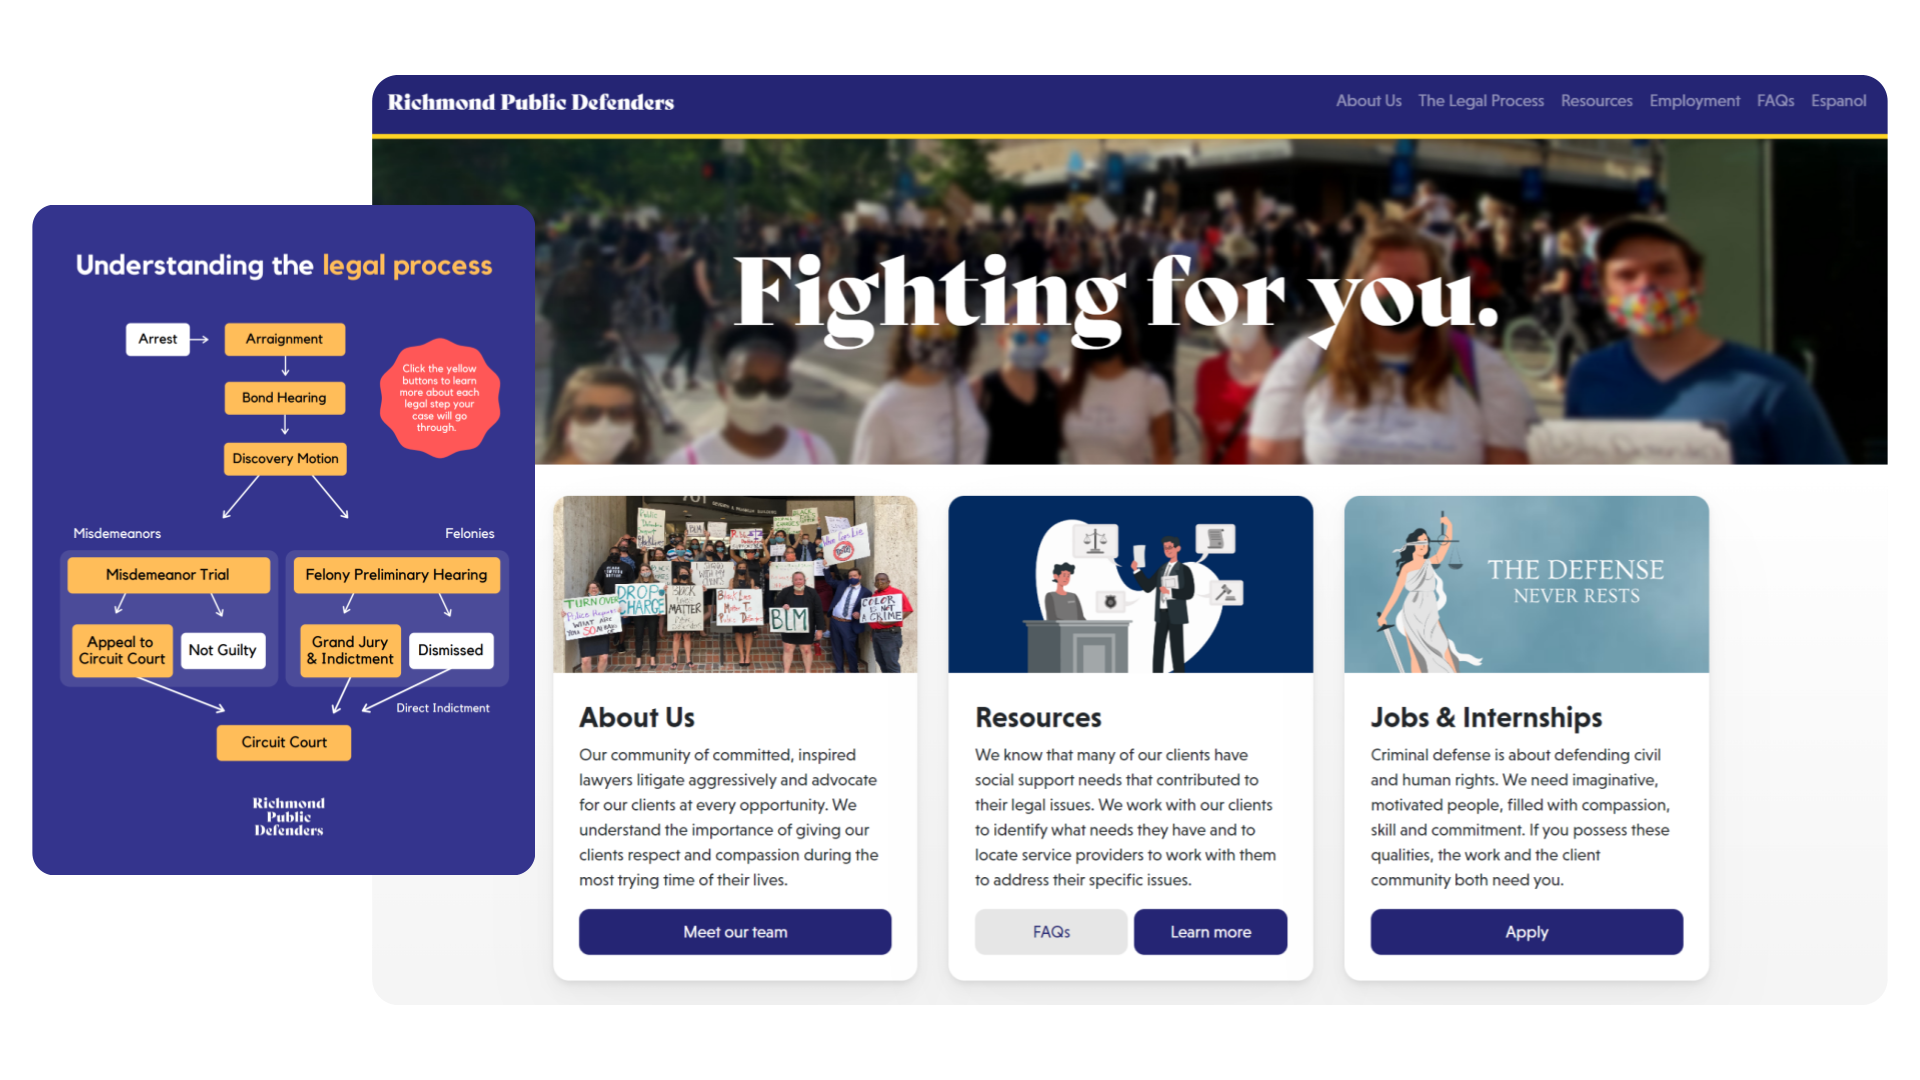 Richmond Public Defenders
About Us The Legal Process Resources Employment FAQs Espanol
Fighting for you.
Understanding the legal process
Arrest
Arraignment
Bond Hearing
Discovery Motion
Click the yellow
buttons to learn
more about each
legal step your
case will go
through.
Misdemeanors
Felonies
Misdemeanor Trial
Felony Preliminary Hearing
Appeal to
Circuit Court
Not Guilty
Grand Jury
& Indictment
Dismissed
Direct Indictment
Circuit Court
Richmond
Public
Defenders
701
BLM
TURN OVER
DROP
CHARGE
MATTER
BLM
COLOR
IS NOT
A CRIME
About Us
Our community of committed, inspired
lawyers litigate aggressively and advocate
for our clients at every opportunity. We
understand the importance of giving our
clients respect and compassion during the
most trying time of their lives.
Meet our team
Resources
We know that many of our clients have
social support needs that contributed to
their legal issues. We work with our clients
to identify what needs they have and to
locate service providers to work with them
to address their specific issues.
FAQs
Learn more
THE DEFENSE
NEVER RESTS
Jobs & Internships
Criminal defense is about defending civil
and human rights. We need imaginative,
motivated people, filled with compassion,
skill and commitment. If you possess these
qualities, the work and the client
community both need you.
Apply